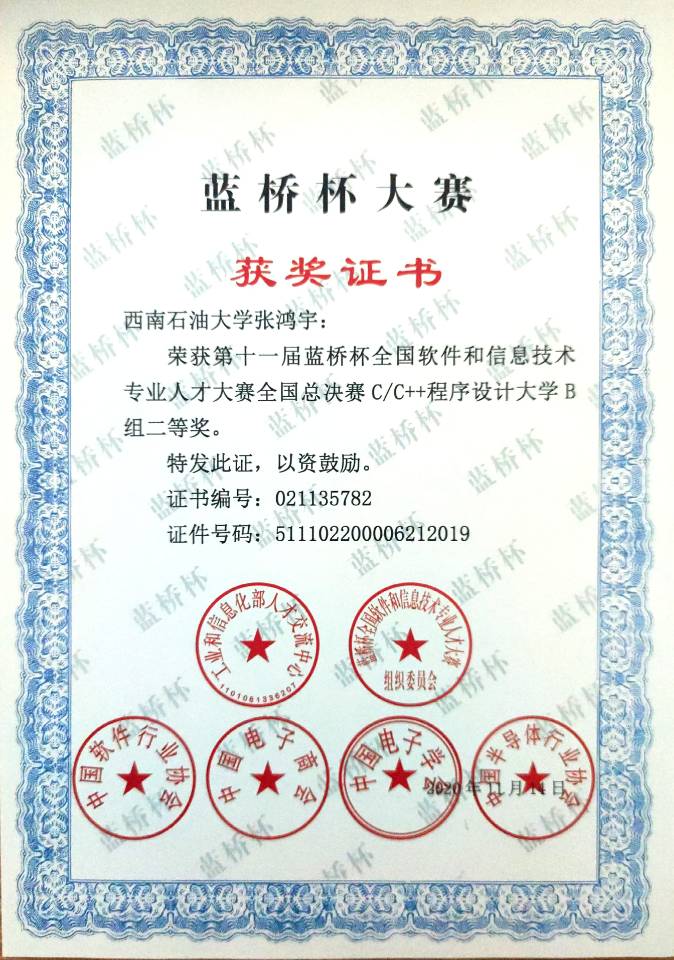 蓝桥杯大赛
获奖证书
西南石油大学张鸿宇：
荣获第十一届蓝桥杯全国软件和信息技术
专业人才大赛全国总决赛 C/C++程序设计大学 B
组二等奖。
特发此证，以资鼓励。
证书编号：021135782
证件号码：511102200006212019
工业和信息化部人才交流中心
1101061336207
蓝桥杯全国软件和信息技术专业人才大赛
组织委员会
中国软件行业协会
中国电子商会
中国电子学会
中国半导体行业协会
2020 年 11 月 14 日